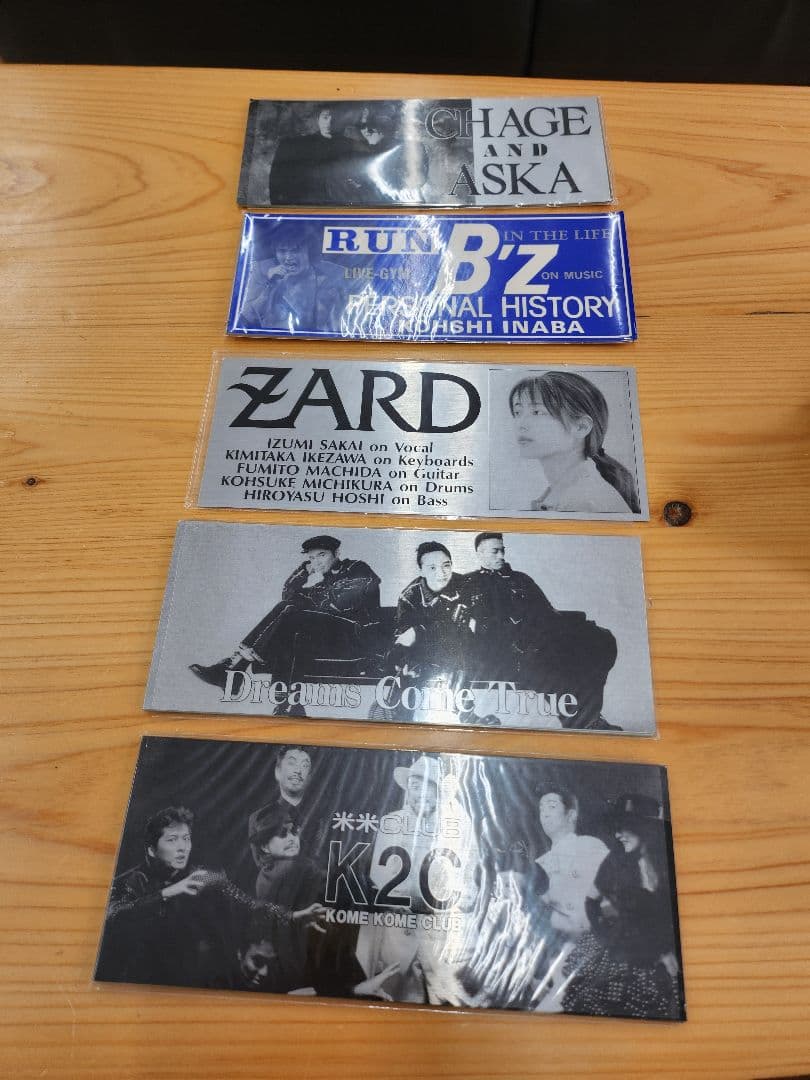 CHAGE
AND
ASKA
RUN B'z IN THE LIFE
LIVE-GYM ON MUSIC
PERSONAL HISTORY
KOHSHI INABA
ZARD
IZUMI SAKAI on Vocal
KIMITAKA IKEZAWA on Keyboards
FUMITO MACHIDA on Guitar
KOHSUKE MICHIKURA on Drums
HIROYASU HOSHI on Bass
Dreams Come True
米米CLUB
K2C
KOME KOME CLUB